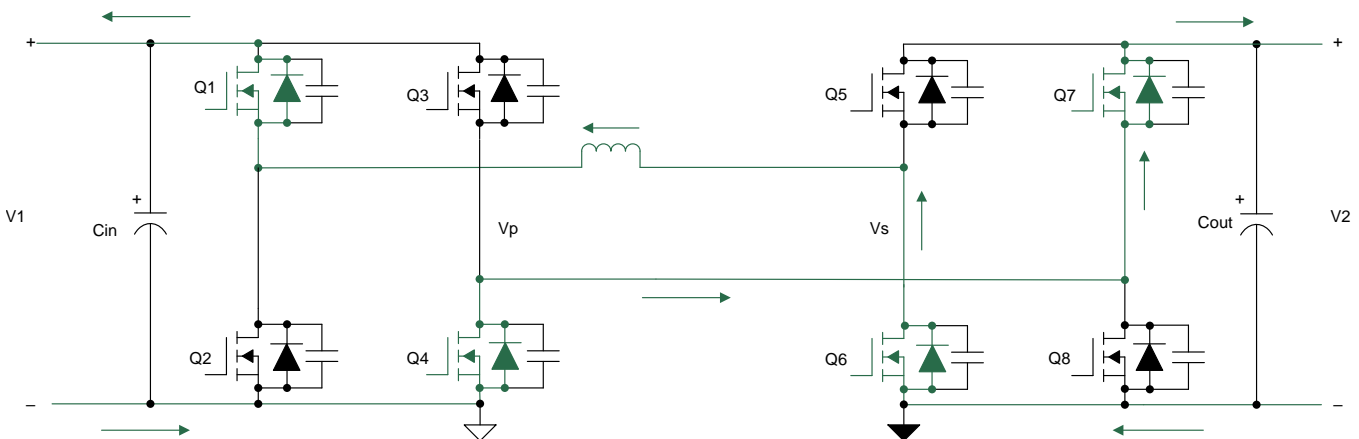 +
+
Q1
Q3
Q5
Q7
+
+
V1
Cin
Vp
Vs
Cout
V2
Q2
Q4
Q6
Q8
–
–